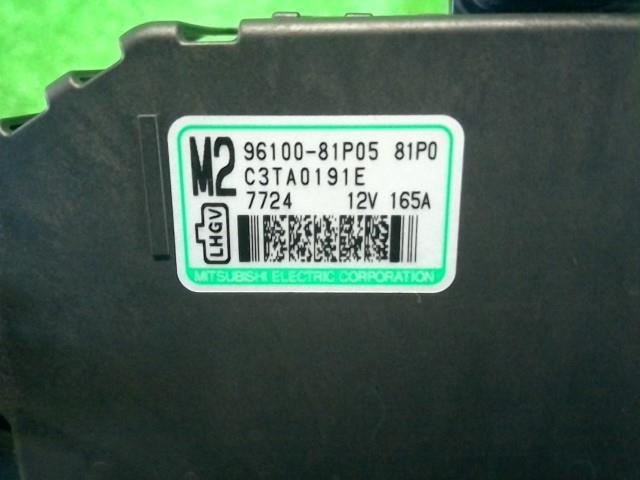 M2 96100-81P05 81P0
C3TA0191E
7724 12V 165A
LHGV
MITSUBISHI ELECTRIC CORPORATION